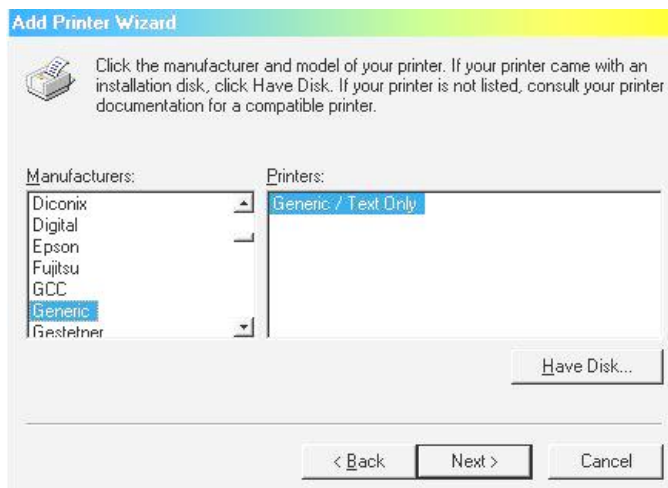 Add Printer Wizard
Click the manufacturer and model of your printer. If your printer came with an
installation disk, click Have Disk. If your printer is not listed, consult your printer
documentation for a compatible printer.
Manufacturers:
Printers:
Diconix
Digital
Epson
Fujitsu
GCC
Generic
Gestetner
Generic / Text Only
Have Disk...
< Back
Next >
Cancel